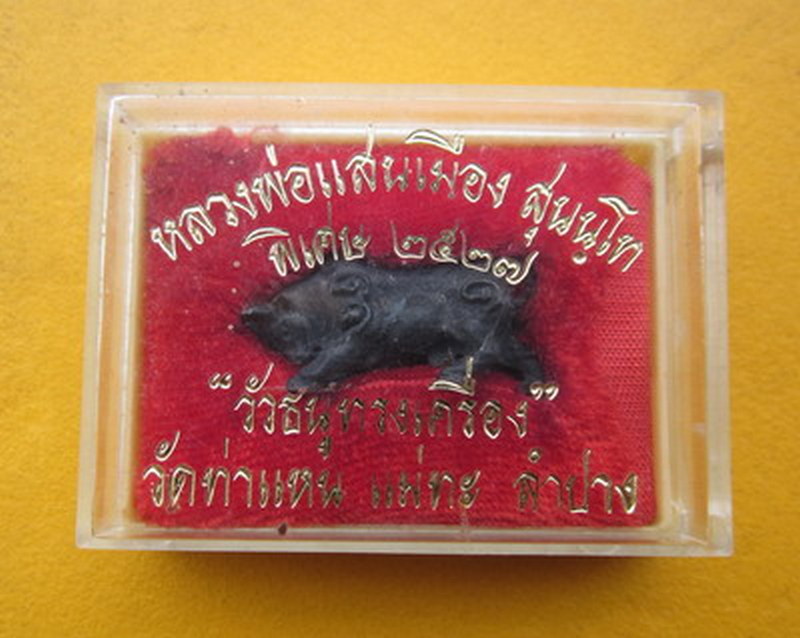 หลวงพ่อแสนเมือง สุนนฺโท
พิเศษ ๒๕๒๗
“วัวธนูทรงเครื่อง”
วัดท่าแหน แม่ทะ ลำปาง